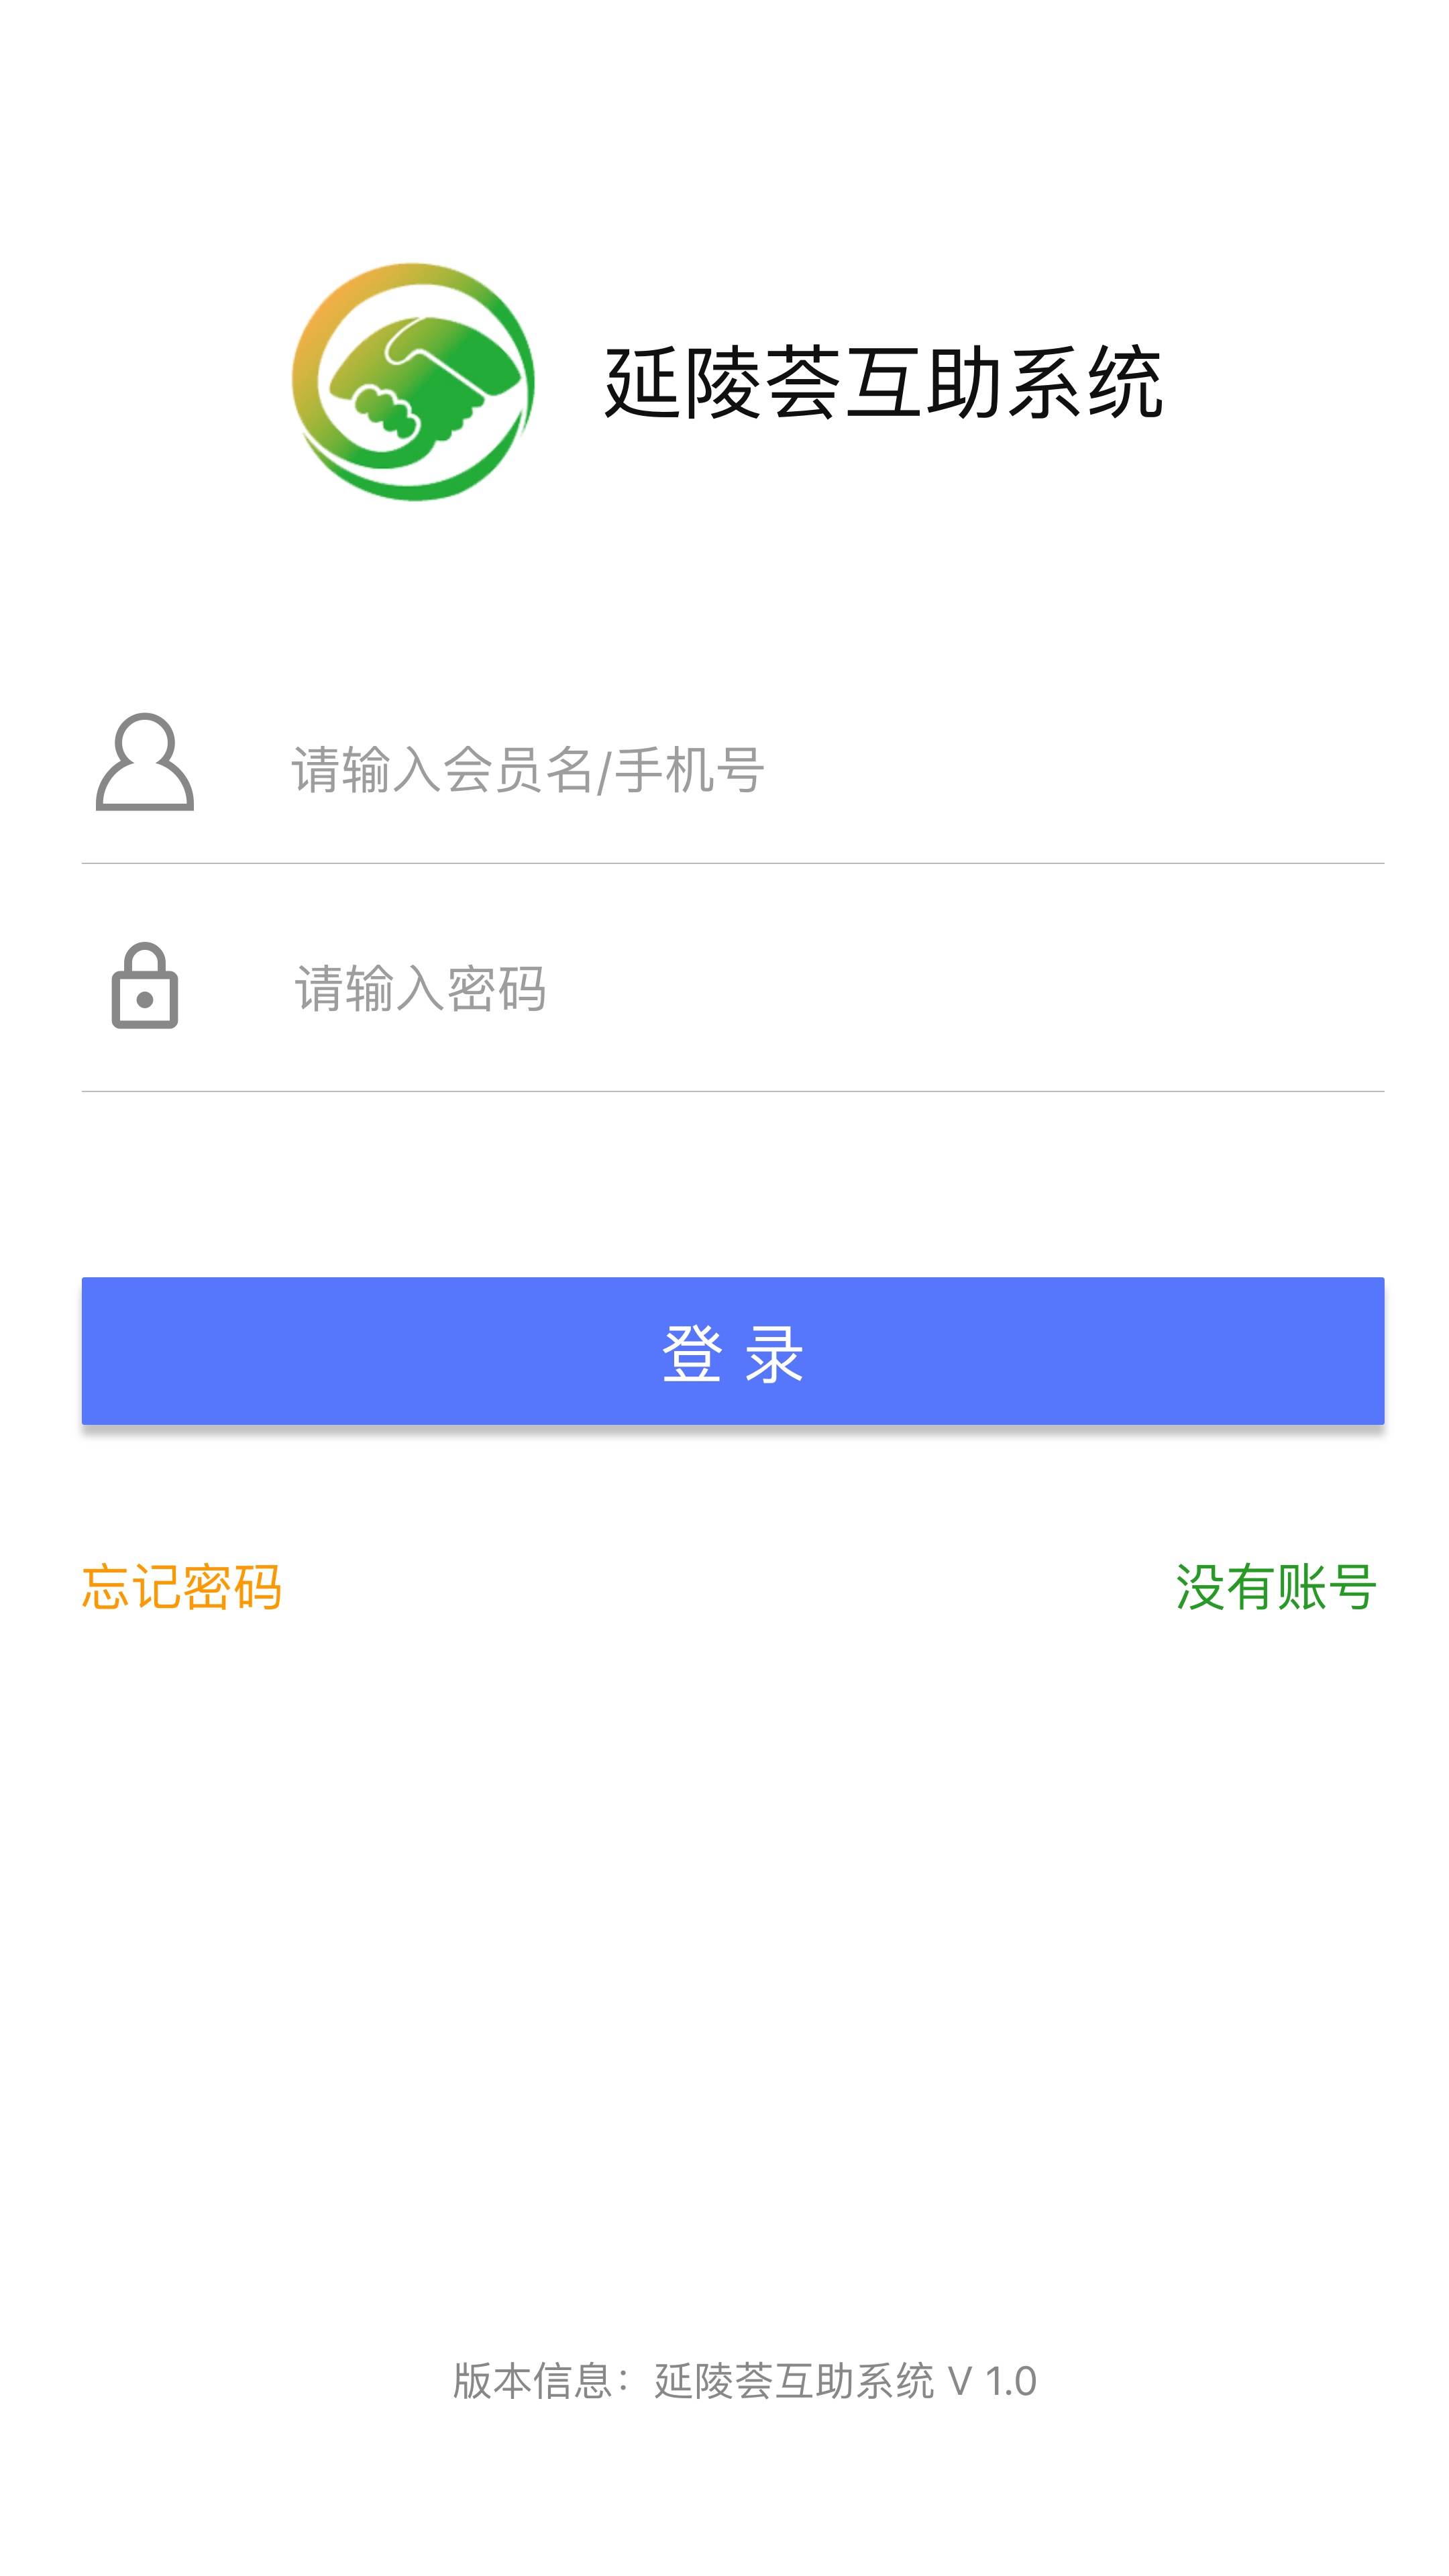 延陵荟互助系统
请输入会员名/手机号
请输入密码
登 录
忘记密码
没有账号
版本信息：延陵荟互助系统 V 1.0